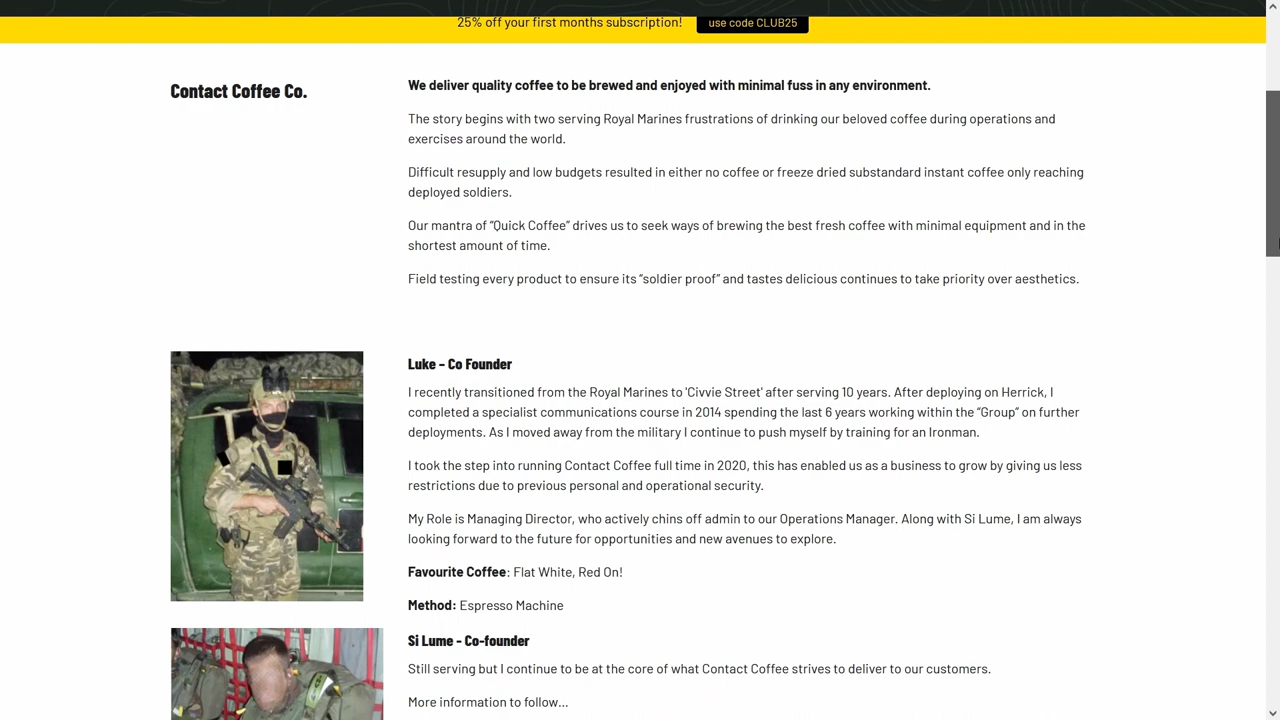 25% off your first months subscription! use code CLUB25
Contact Coffee Co.
We deliver quality coffee to be brewed and enjoyed with minimal fuss in any environment.
The story begins with two serving Royal Marines frustrations of drinking our beloved coffee during operations and
exercises around the world.
Difficult resupply and low budgets resulted in either no coffee or freeze dried substandard instant coffee only reaching
deployed soldiers.
Our mantra of “Quick Coffee” drives us to seek ways of brewing the best fresh coffee with minimal equipment and in the
shortest amount of time.
Field testing every product to ensure its “soldier proof” and tastes delicious continues to take priority over aesthetics.
Luke – Co Founder
I recently transitioned from the Royal Marines to 'Civvie Street' after serving 10 years. After deploying on Herrick, I
completed a specialist communications course in 2014 spending the last 6 years working within the “Group” on further
deployments. As I moved away from the military I continue to push myself by training for an Ironman.
I took the step into running Contact Coffee full time in 2020, this has enabled us as a business to grow by giving us less
restrictions due to previous personal and operational security.
My Role is Managing Director, who actively chins off admin to our Operations Manager. Along with Si Lume, I am always
looking forward to the future for opportunities and new avenues to explore.
Favourite Coffee: Flat White, Red On!
Method: Espresso Machine
Si Lume - Co-founder
Still serving but I continue to be at the core of what Contact Coffee strives to deliver to our customers.
More information to follow...